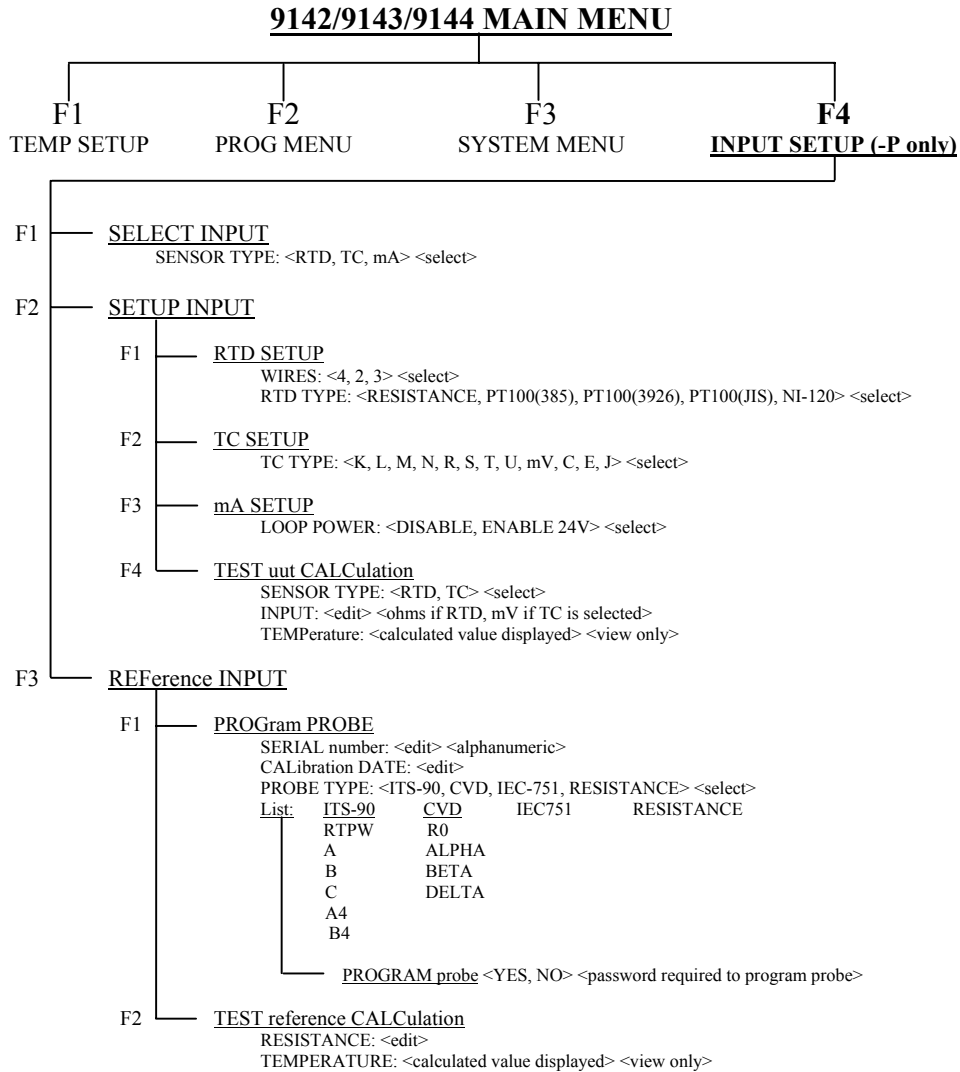 9142/9143/9144 MAIN MENU
F1 F2 F3 F4
TEMP SETUP PROG MENU SYSTEM MENU INPUT SETUP (-P only)
F1 SELECT INPUT
SENSOR TYPE: <RTD, TC, mA> <select>
F2 SETUP INPUT
F1 RTD SETUP
WIRES: <4, 2, 3> <select>
RTD TYPE: <RESISTANCE, PT100(385), PT100(3926), PT100(JIS), NI-120> <select>
F2 TC SETUP
TC TYPE: <K, L, M, N, R, S, T, U, mV, C, E, J> <select>
F3 mA SETUP
LOOP POWER: <DISABLE, ENABLE 24V> <select>
F4 TEST uut CALCulation
SENSOR TYPE: <RTD, TC> <select>
INPUT: <edit> <ohms if RTD, mV if TC is selected>
TEMPerature: <calculated value displayed> <view only>
F3 REFerence INPUT
F1 PROGram PROBE
SERIAL number: <edit> <alphanumeric>
CALibration DATE: <edit>
PROBE TYPE: <ITS-90, CVD, IEC-751, RESISTANCE> <select>
List: ITS-90 CVD IEC751 RESISTANCE
RTPW R0
A ALPHA
B BETA
C DELTA
A4
B4
PROGRAM probe <YES, NO> <password required to program probe>
F2 TEST reference CALCulation
RESISTANCE: <edit>
TEMPERATURE: <calculated value displayed> <view only>